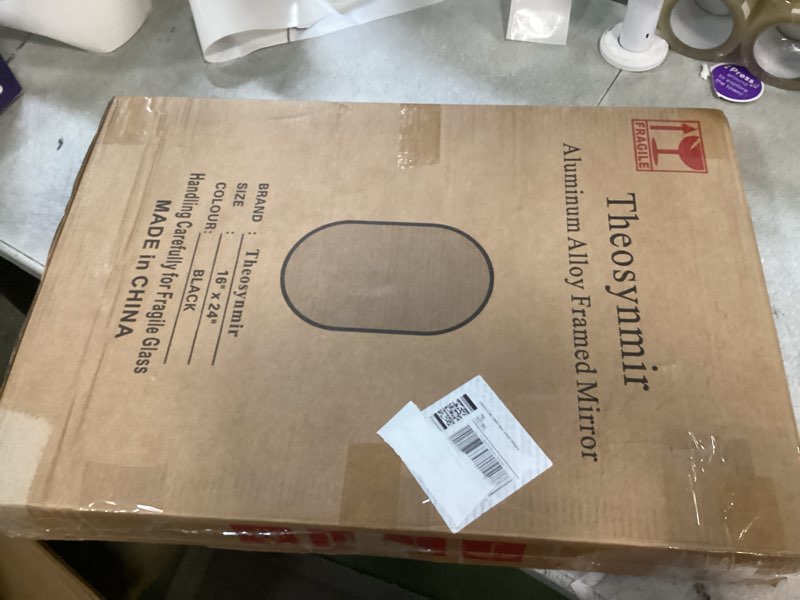 FRAGILE
Theosynmir
Aluminum Alloy Framed Mirror
BRAND : Theosynmir
SIZE : 16" x 24"
COLOUR: BLACK
Handling Carefully for Fragile Glass
MADE in CHINA
Press